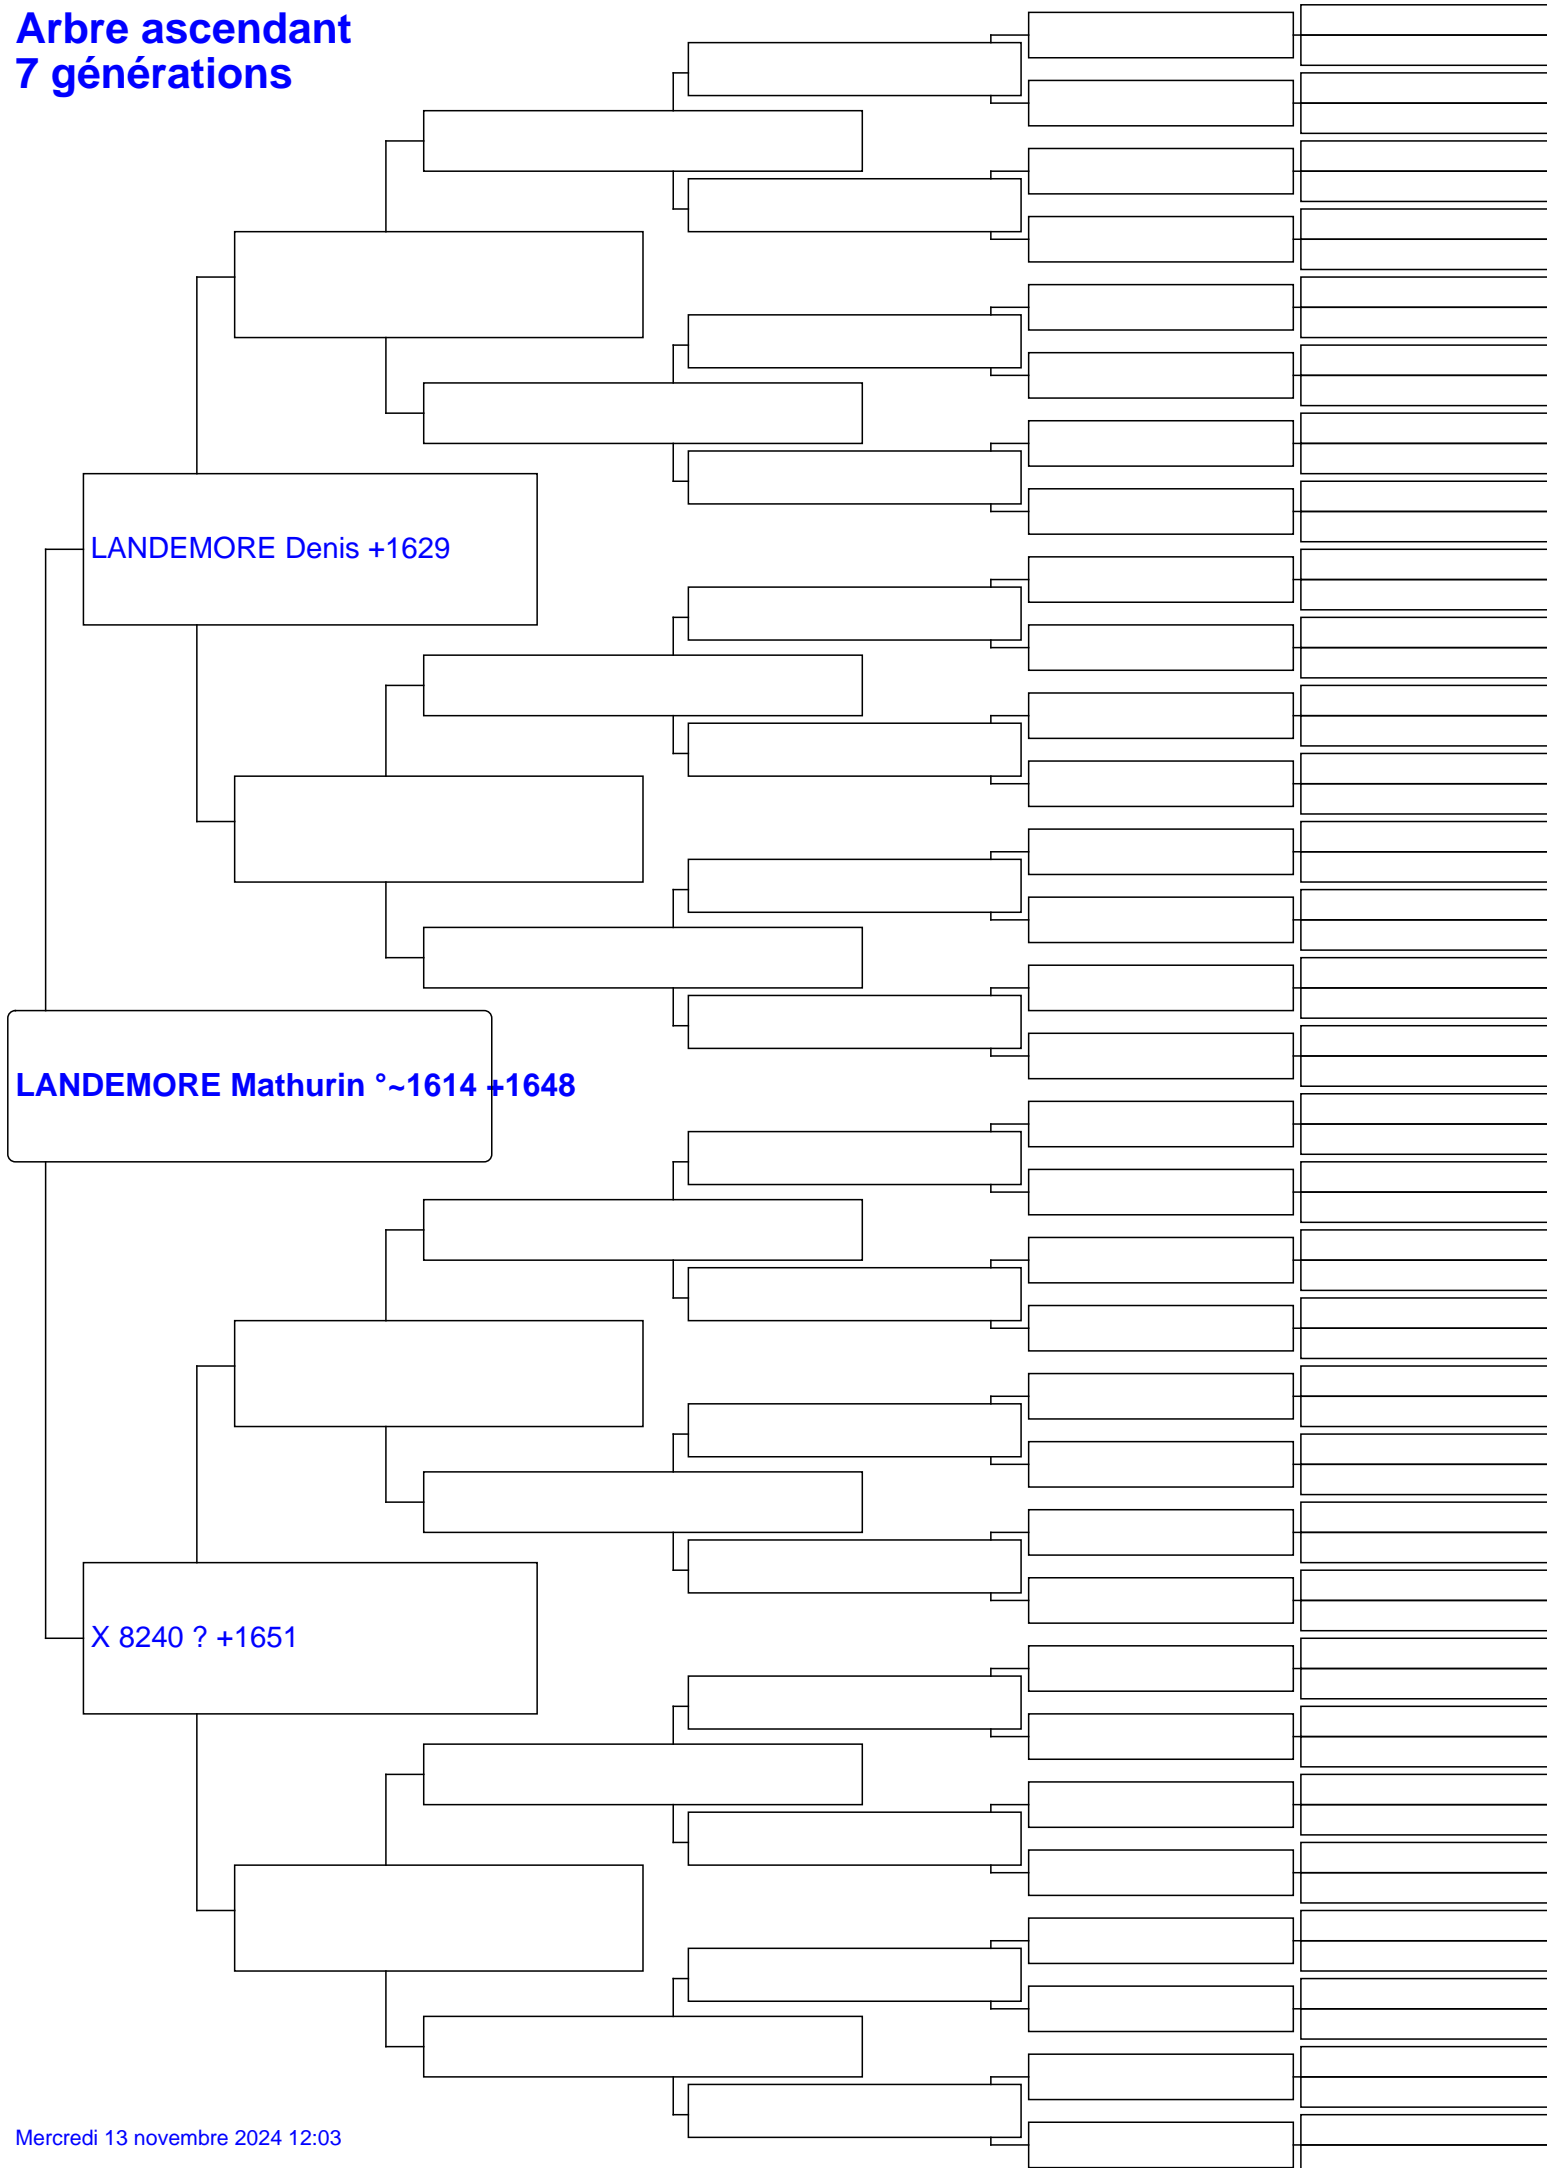 Arbre ascendant
7 générations
LANDEMORE Denis +1629
LANDEMORE Mathurin °~1614 +1648
X 8240 ? +1651
Mercredi 13 novembre 2024 12:03